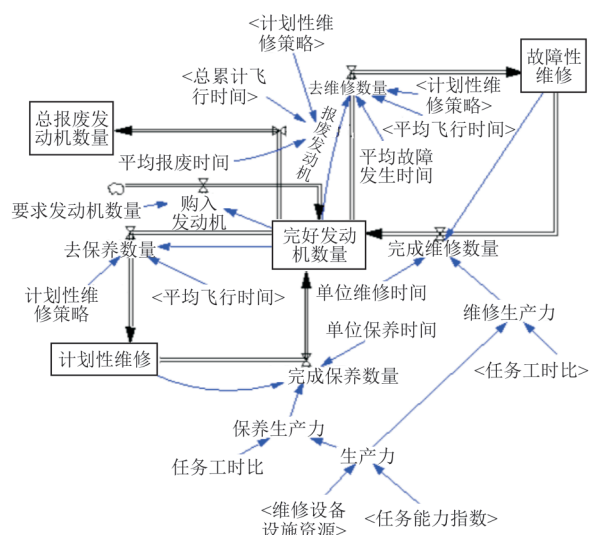 <计划性维
修策略>
<总累计飞
行时间>
去维修数量
<计划性维
修策略>
故障性
维修
总报废发
动机数量
报废发动机
<平均飞行时间>
平均报废时间
平均故障
发生时间
要求发动机数量
购入
发动机
完好发动
机数量
去保养数量
完成维修数量
计划性维
修策略
<平均飞行时间>
单位维修时间
维修生产力
单位保养时间
计划性维修
完成保养数量
<任务工时比>
保养生产力
任务工时比
生产力
<维修设备
设施资源>
<任务能力指数>